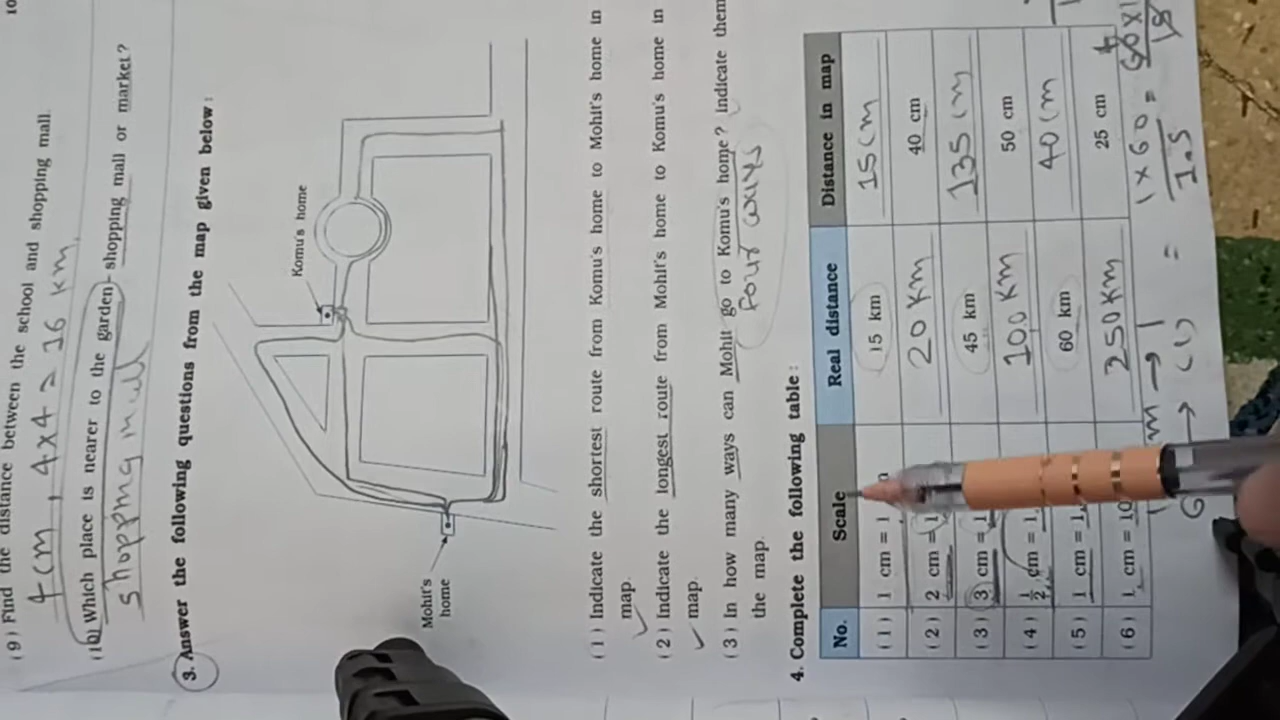 10
(9) Find the distance between the school and shopping mall.
4 cm, 4 x 4 = 16 km.
(10) Which place is nearer to the garden - shopping mall or market?
shopping mall
3. Answer the following questions from the map given below:
Komu's home
Mohit's home
(1) Indicate the shortest route from Komu's home to Mohit's home in
map.
(2) Indicate the longest route from Mohit's home to Komu's home in
map.
(3) In how many ways can Mohit go to Komu's home? Indicate them
the map.
four ways
4. Complete the following table:
No. Scale Real distance Distance in map
(1) 1 cm = 1 15 km 15 cm
(2) 2 cm = 1 20 km 40 cm
(3) 3 cm = 1 45 km 135 cm
(4) 1/2 cm = 1 100 km 50 cm
(5) 1 cm = 1. 60 km 40 cm
(6) 1 cm = 10 250 km 25 cm
m → 1
60 → (1) = 1 x 60 / 1.5 =